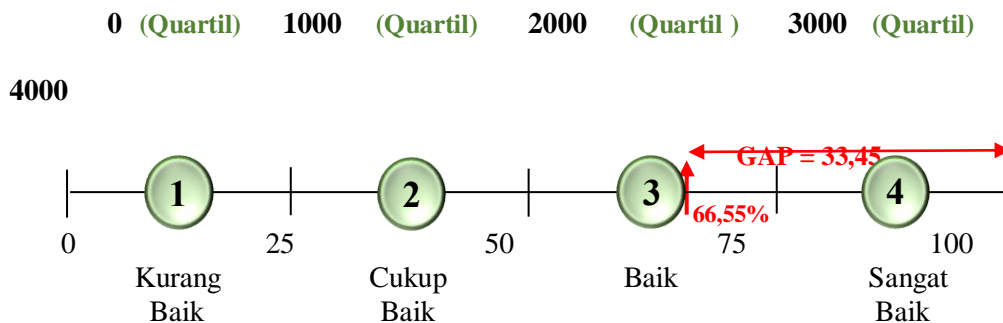 0 (Quartil) 1000 (Quartil) 2000 (Quartil ) 3000 (Quartil)
4000
GAP = 33,45
1 2 3 4
66,55%
0 25 50 75 100
Kurang Cukup Baik Sangat
Baik Baik Baik